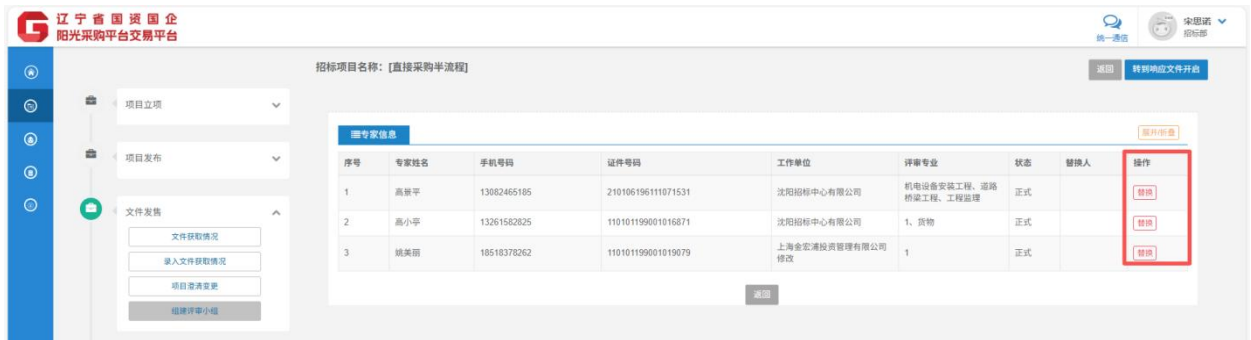 辽宁省国资国企
阳光采购平台交易平台
统一通信
宋思诺
招标部
招标项目名称：[直接采购半流程]
返回
转到响应文件开启
项目立项
项目发布
文件发售
文件获取情况
录入文件获取情况
项目澄清变更
组建评审小组
专家信息
展开/折叠
序号 专家姓名 手机号码 证件号码 工作单位 评审专业 状态 替换人 操作
1 高景平 13082465185 210106196111071531 沈阳招标中心有限公司 机电设备安装工程、道路
桥梁工程、工程监理 正式 替换
2 高小平 13261582825 110101199001016871 沈阳招标中心有限公司 1、货物 正式 替换
3 姚美丽 18518378262 110101199001019079 上海金宏浦投资管理有限公司
修改 1 正式 替换
返回